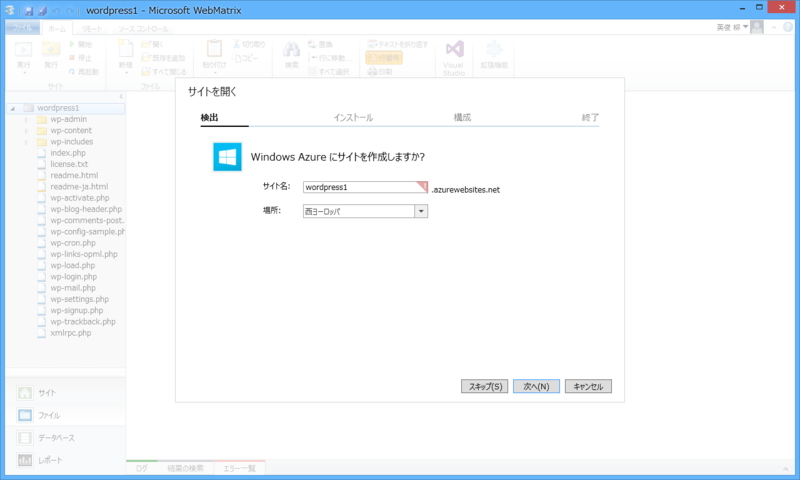 wordpress1 - Microsoft WebMatrix
ファイル ホーム リモート ソース コントロール
英俊 柳
実行
発行
開始
停止
再起動
サイト
新規
開く
既存を追加
すべて閉じる
ファイル
貼り付け
切り取り
コピー
検索
置換
行に移動...
すべて選択
テキストを折り返す
行番号
印刷
Visual
Studio
拡張機能
wordpress1
wp-admin
wp-content
wp-includes
index.php
license.txt
readme.html
readme-ja.html
wp-activate.php
wp-blog-header.php
wp-comments-post.
wp-config-sample.ph
wp-cron.php
wp-links-opml.php
wp-load.php
wp-login.php
wp-mail.php
wp-settings.php
wp-signup.php
wp-trackback.php
xmlrpc.php
サイト
ファイル
データベース
レポート
サイトを開く
検出 インストール 構成 終了
Windows Azure にサイトを作成しますか?
サイト名: wordpress1 .azurewebsites.net
場所: 西ヨーロッパ
スキップ(S) 次へ(N) キャンセル
ログ 結果の検索 エラー一覧